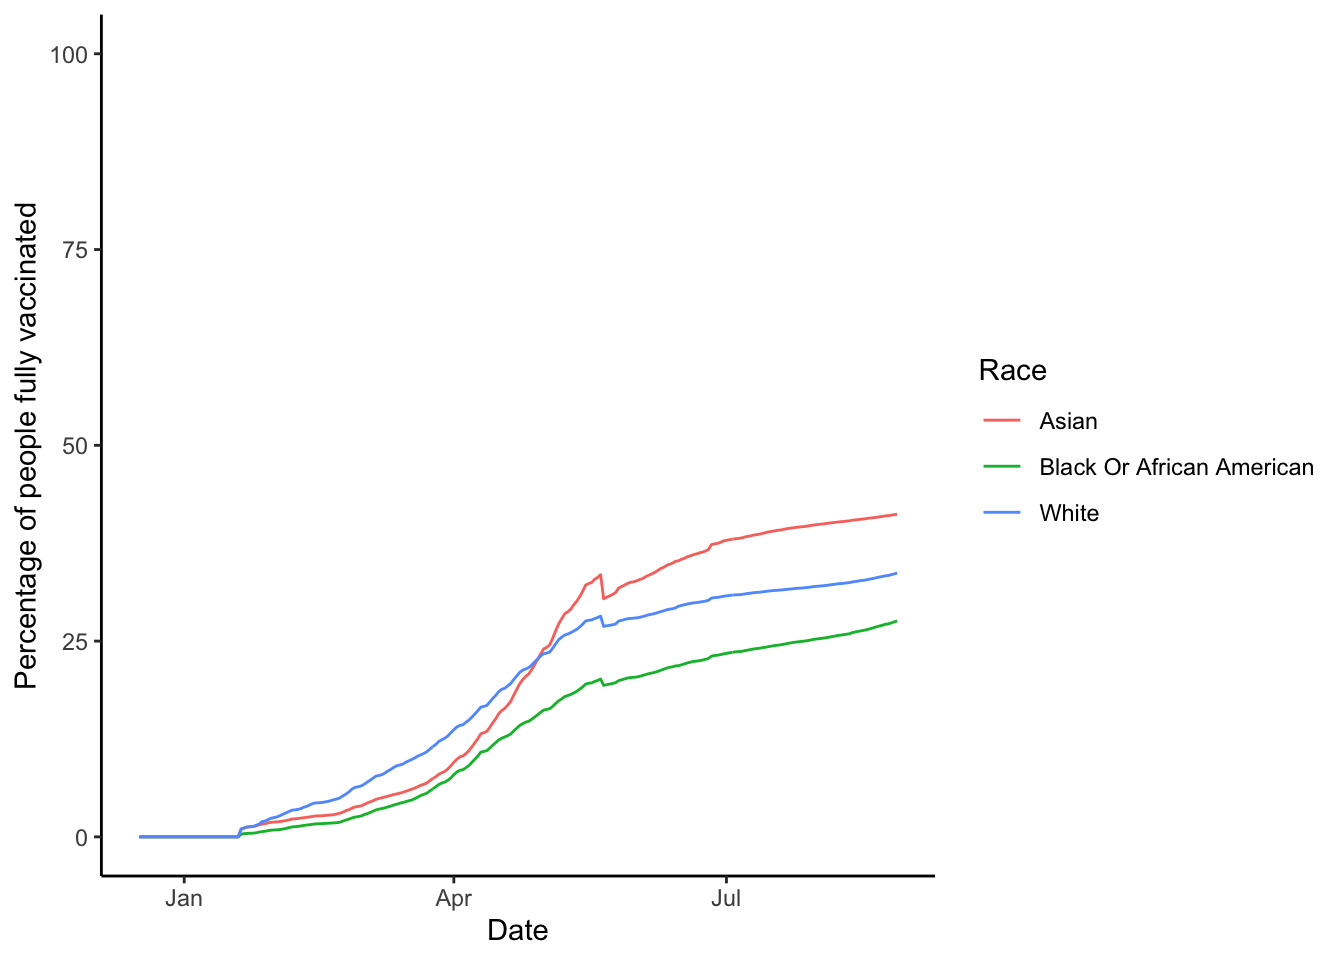 Percentage of people fully vaccinated
100
75
50
25
0
Jan
Apr
Jul
Date
Race
Asian
Black Or African American
White